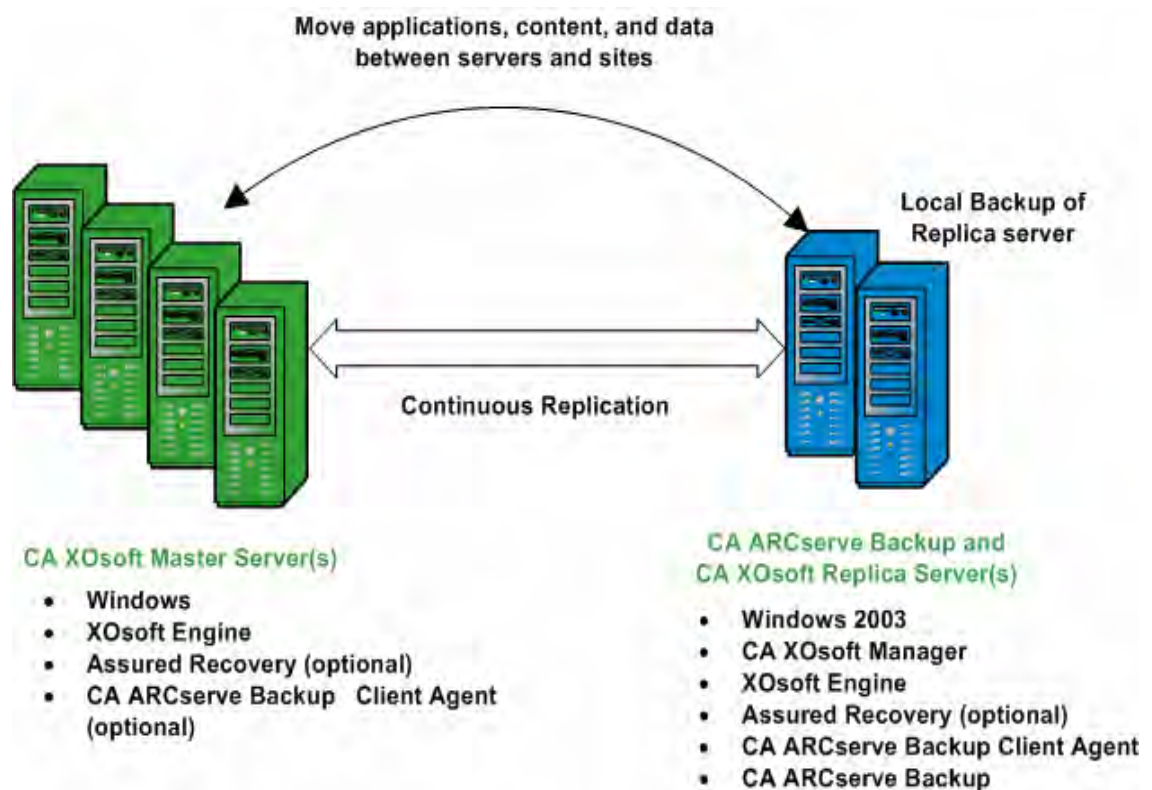 Move applications, content, and data
between servers and sites
Local Backup of
Replica server
Continuous Replication
CA XOsoft Master Server(s)
• Windows
• XOsoft Engine
• Assured Recovery (optional)
• CA ARCserve Backup Client Agent
(optional)
CA ARCserve Backup and
CA XOsoft Replica Server(s)
• Windows 2003
• CA XOsoft Manager
• XOsoft Engine
• Assured Recovery (optional)
• CA ARCserve Backup Client Agent
• CA ARCserve Backup